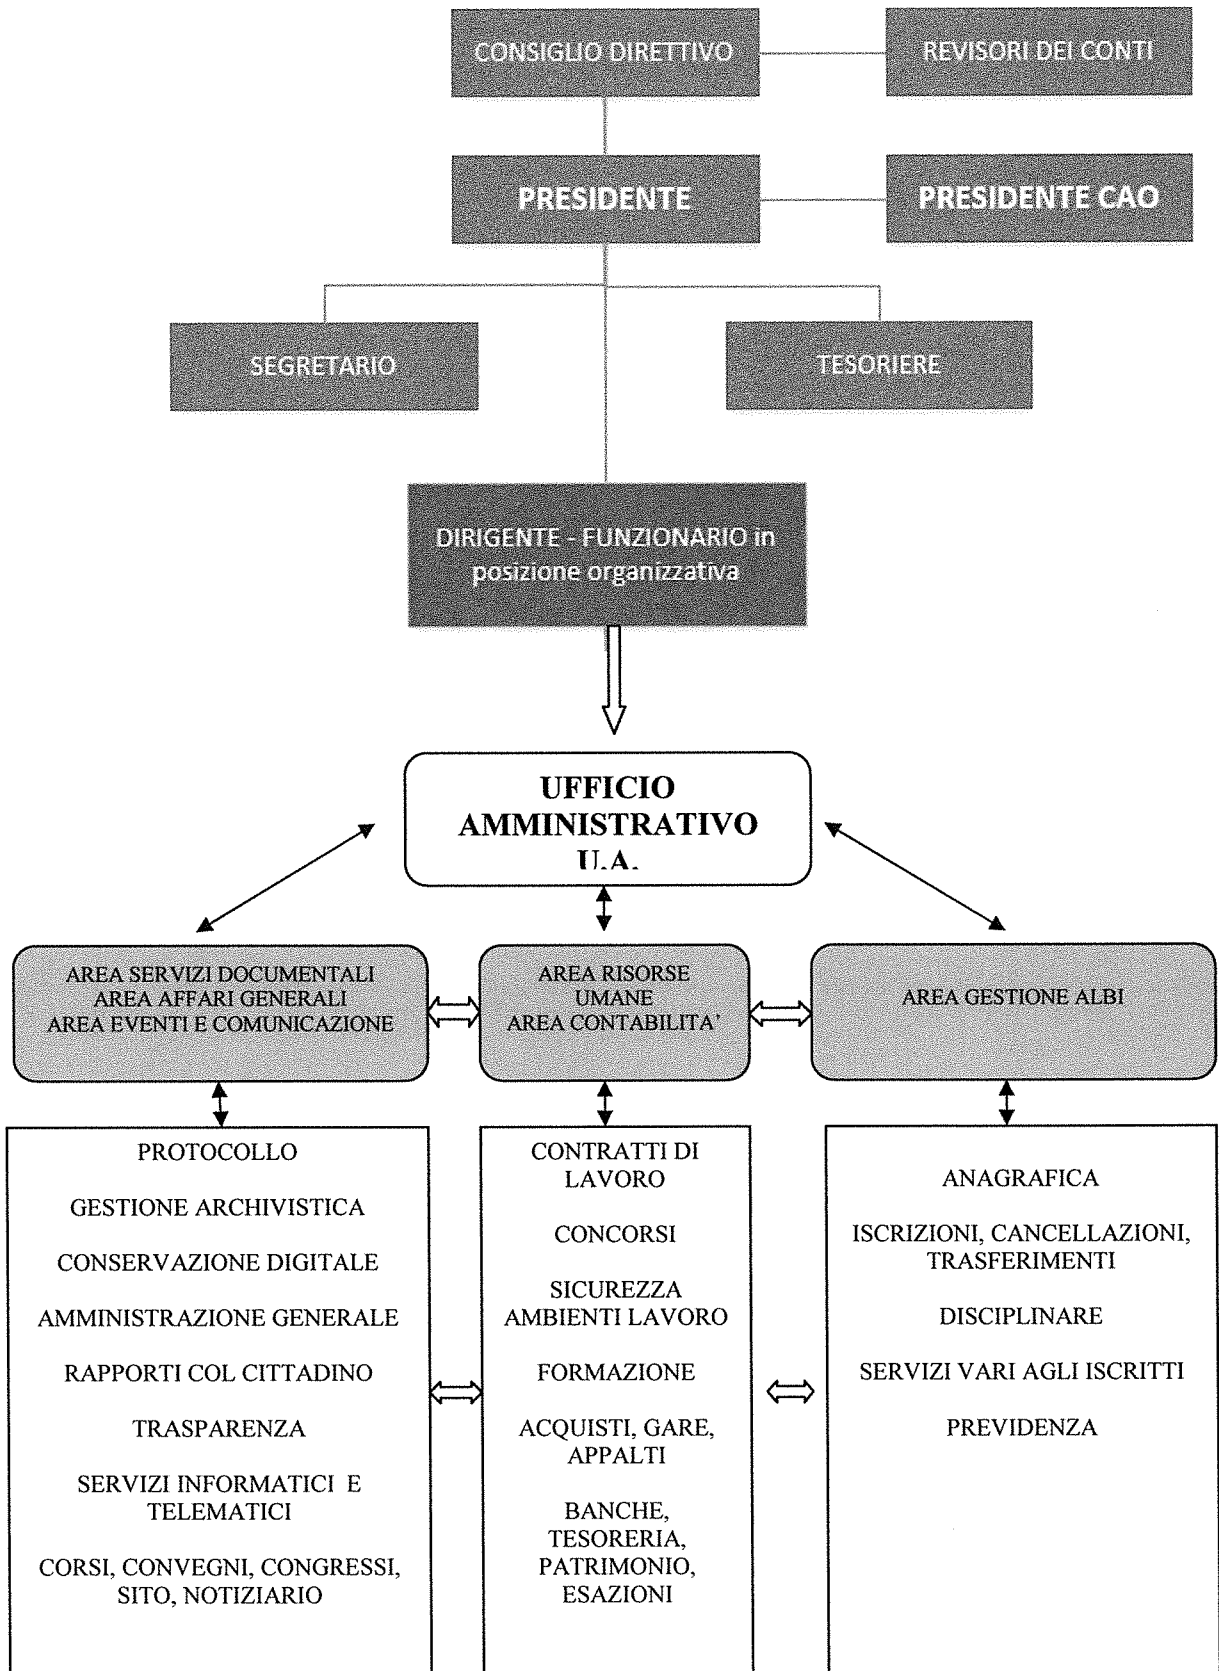 CONSIGLIO DIRETTIVO
REVISORI DEI CONTI
PRESIDENTE
PRESIDENTE CAO
SEGRETARIO
TESORIERE
DIRIGENTE - FUNZIONARIO in
posizione organizzativa
UFFICIO
AMMINISTRATIVO
U.A.
AREA SERVIZI DOCUMENTALI
AREA AFFARI GENERALI
AREA EVENTI E COMUNICAZIONE
AREA RISORSE
UMANE
AREA CONTABILITA'
AREA GESTIONE ALBI
PROTOCOLLO
GESTIONE ARCHIVISTICA
CONSERVAZIONE DIGITALE
AMMINISTRAZIONE GENERALE
RAPPORTI COL CITTADINO
TRASPARENZA
SERVIZI INFORMATICI E
TELEMATICI
CORSI, CONVEGNI, CONGRESSI,
SITO, NOTIZIARIO
CONTRATTI DI
LAVORO
CONCORSI
SICUREZZA
AMBIENTI LAVORO
FORMAZIONE
ACQUISTI, GARE,
APPALTI
BANCHE,
TESORERIA,
PATRIMONIO,
ESAZIONI
ANAGRAFICA
ISCRIZIONI, CANCELLAZIONI,
TRASFERIMENTI
DISCIPLINARE
SERVIZI VARI AGLI ISCRITTI
PREVIDENZA